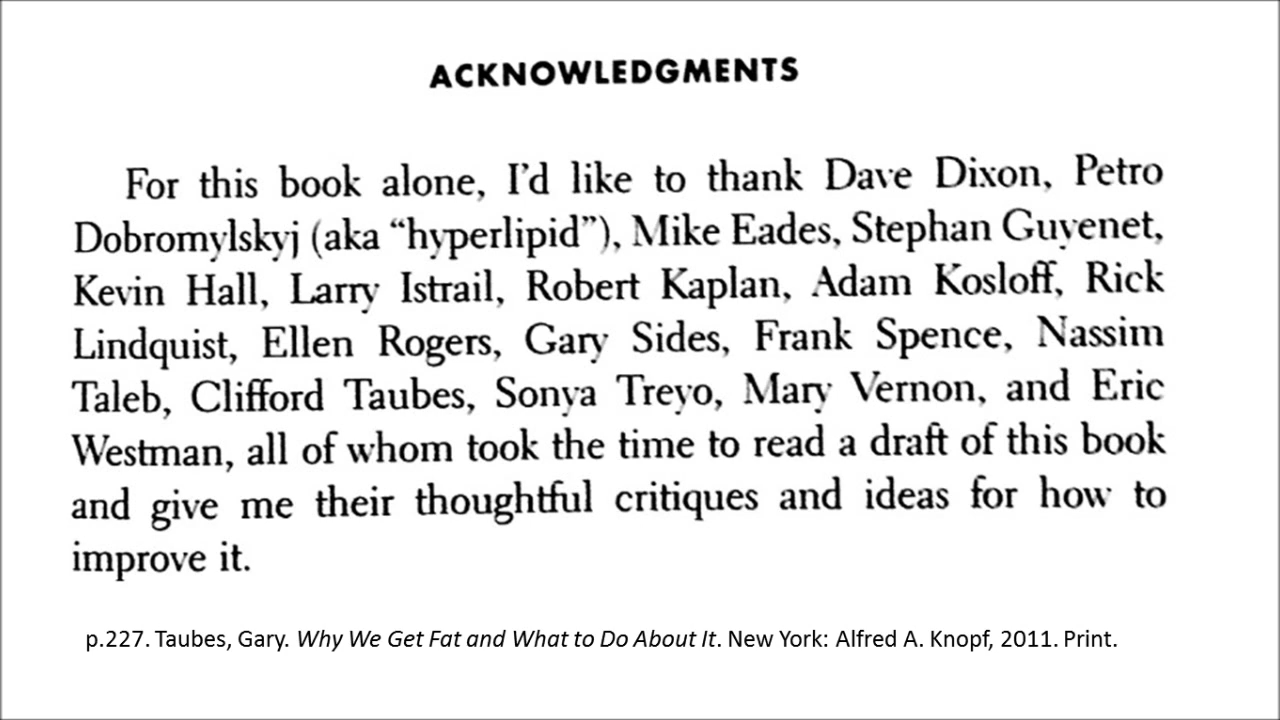 ACKNOWLEDGMENTS
For this book alone, I'd like to thank Dave Dixon, Petro
Dobromylskyj (aka “hyperlipid”), Mike Eades, Stephan Guyenet,
Kevin Hall, Larry Istrail, Robert Kaplan, Adam Kosloff, Rick
Lindquist, Ellen Rogers, Gary Sides, Frank Spence, Nassim
Taleb, Clifford Taubes, Sonya Treyo, Mary Vernon, and Eric
Westman, all of whom took the time to read a draft of this book
and give me their thoughtful critiques and ideas for how to
improve it.
p.227. Taubes, Gary. Why We Get Fat and What to Do About It. New York: Alfred A. Knopf, 2011. Print.